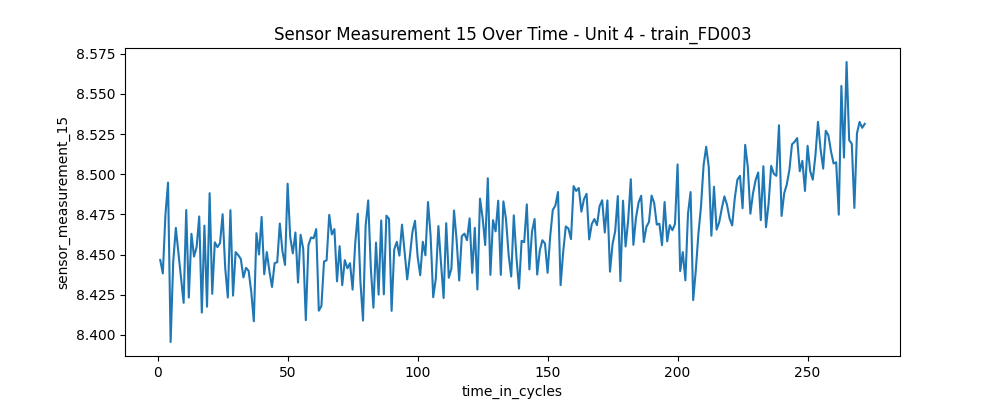 Sensor Measurement 15 Over Time - Unit 4 - train_FD003
8.575
8.550
8.525
8.500
8.475
8.450
8.425
8.400
sensor_measurement_15
0 50 100 150 200 250
time_in_cycles